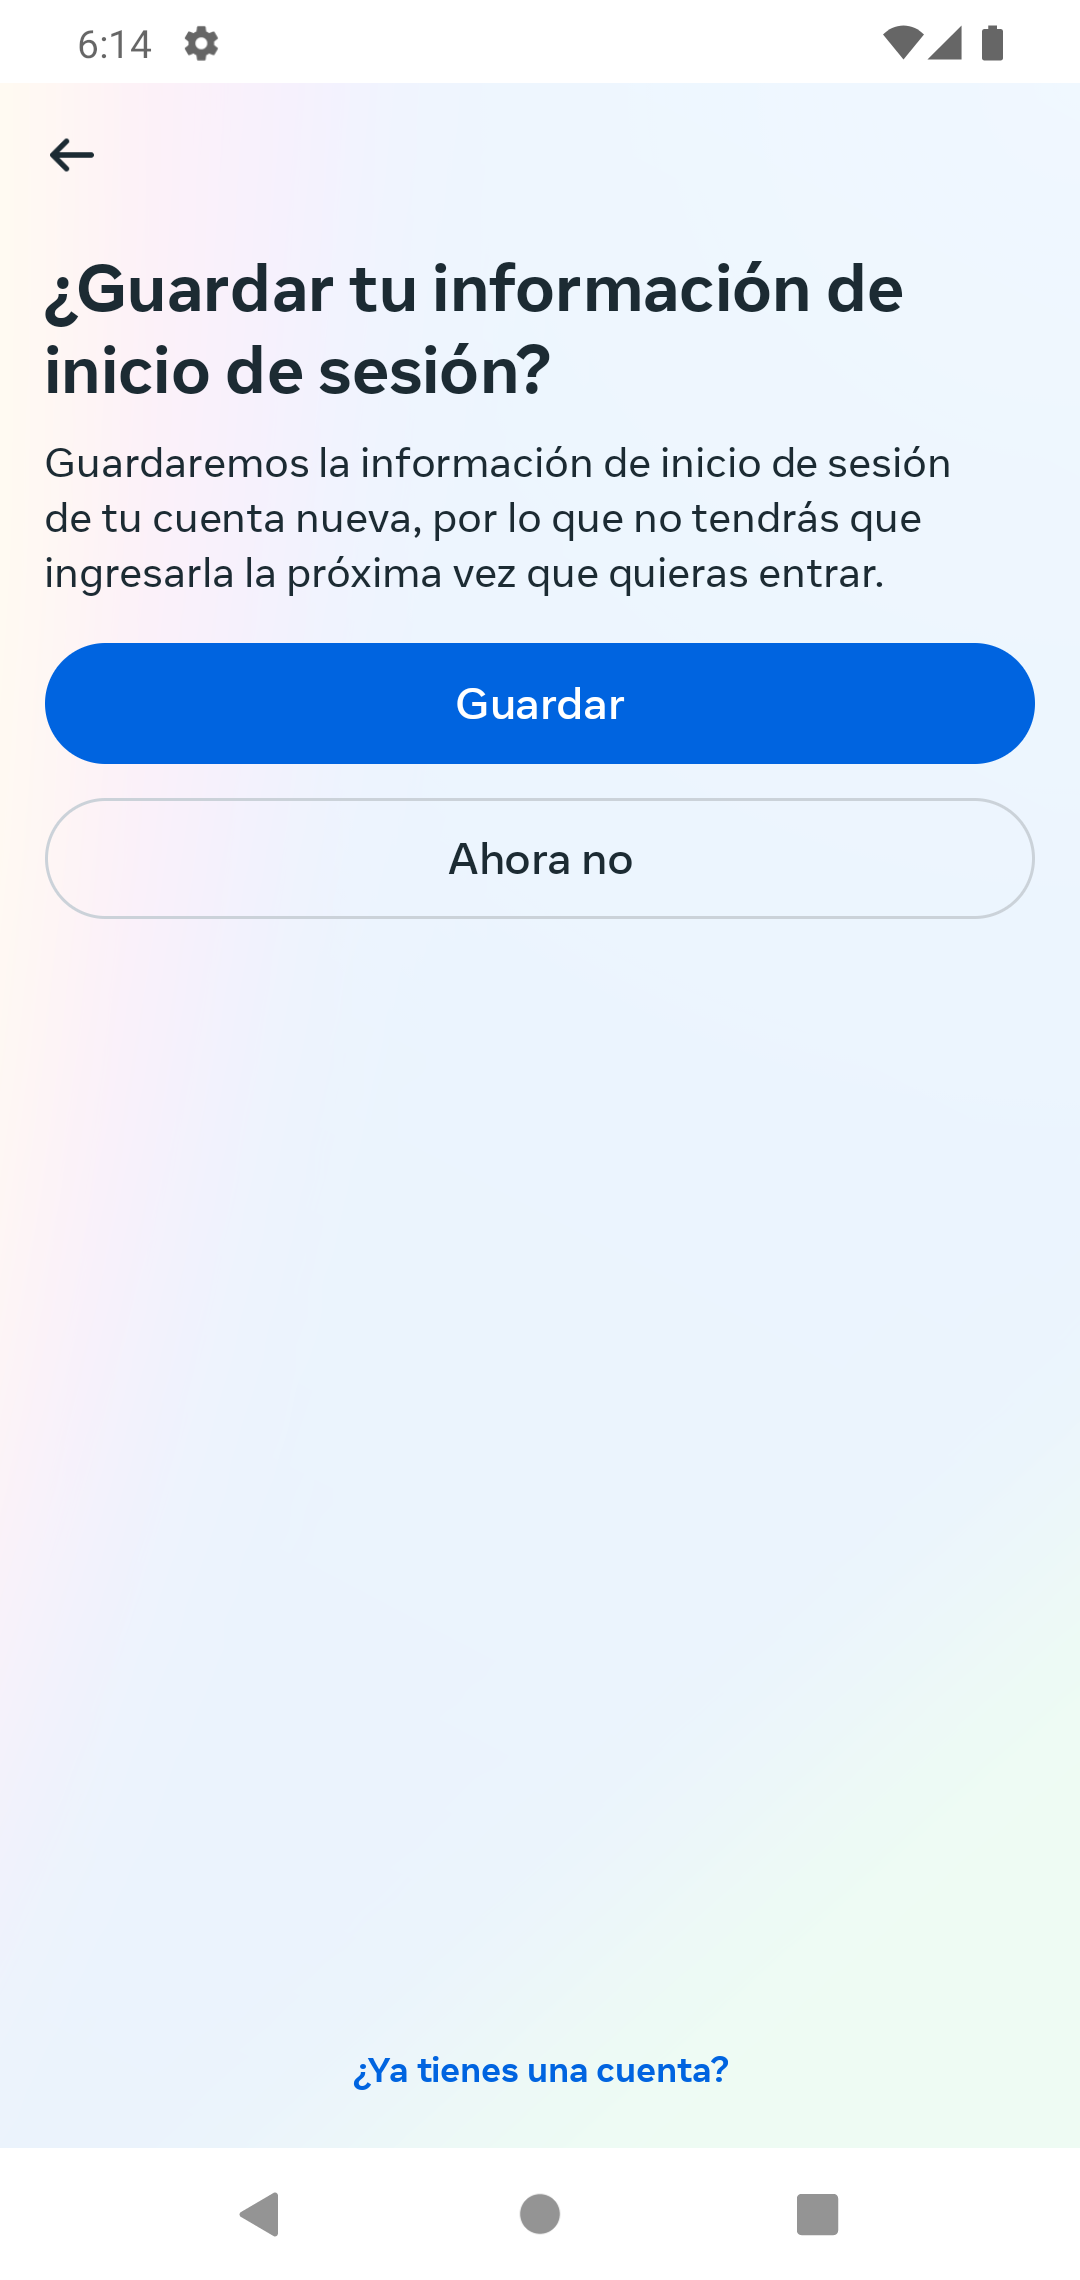 6:14
¿Guardar tu información de
inicio de sesión?
Guardaremos la información de inicio de sesión
de tu cuenta nueva, por lo que no tendrás que
ingresarla la próxima vez que quieras entrar.
Guardar
Ahora no
¿Ya tienes una cuenta?